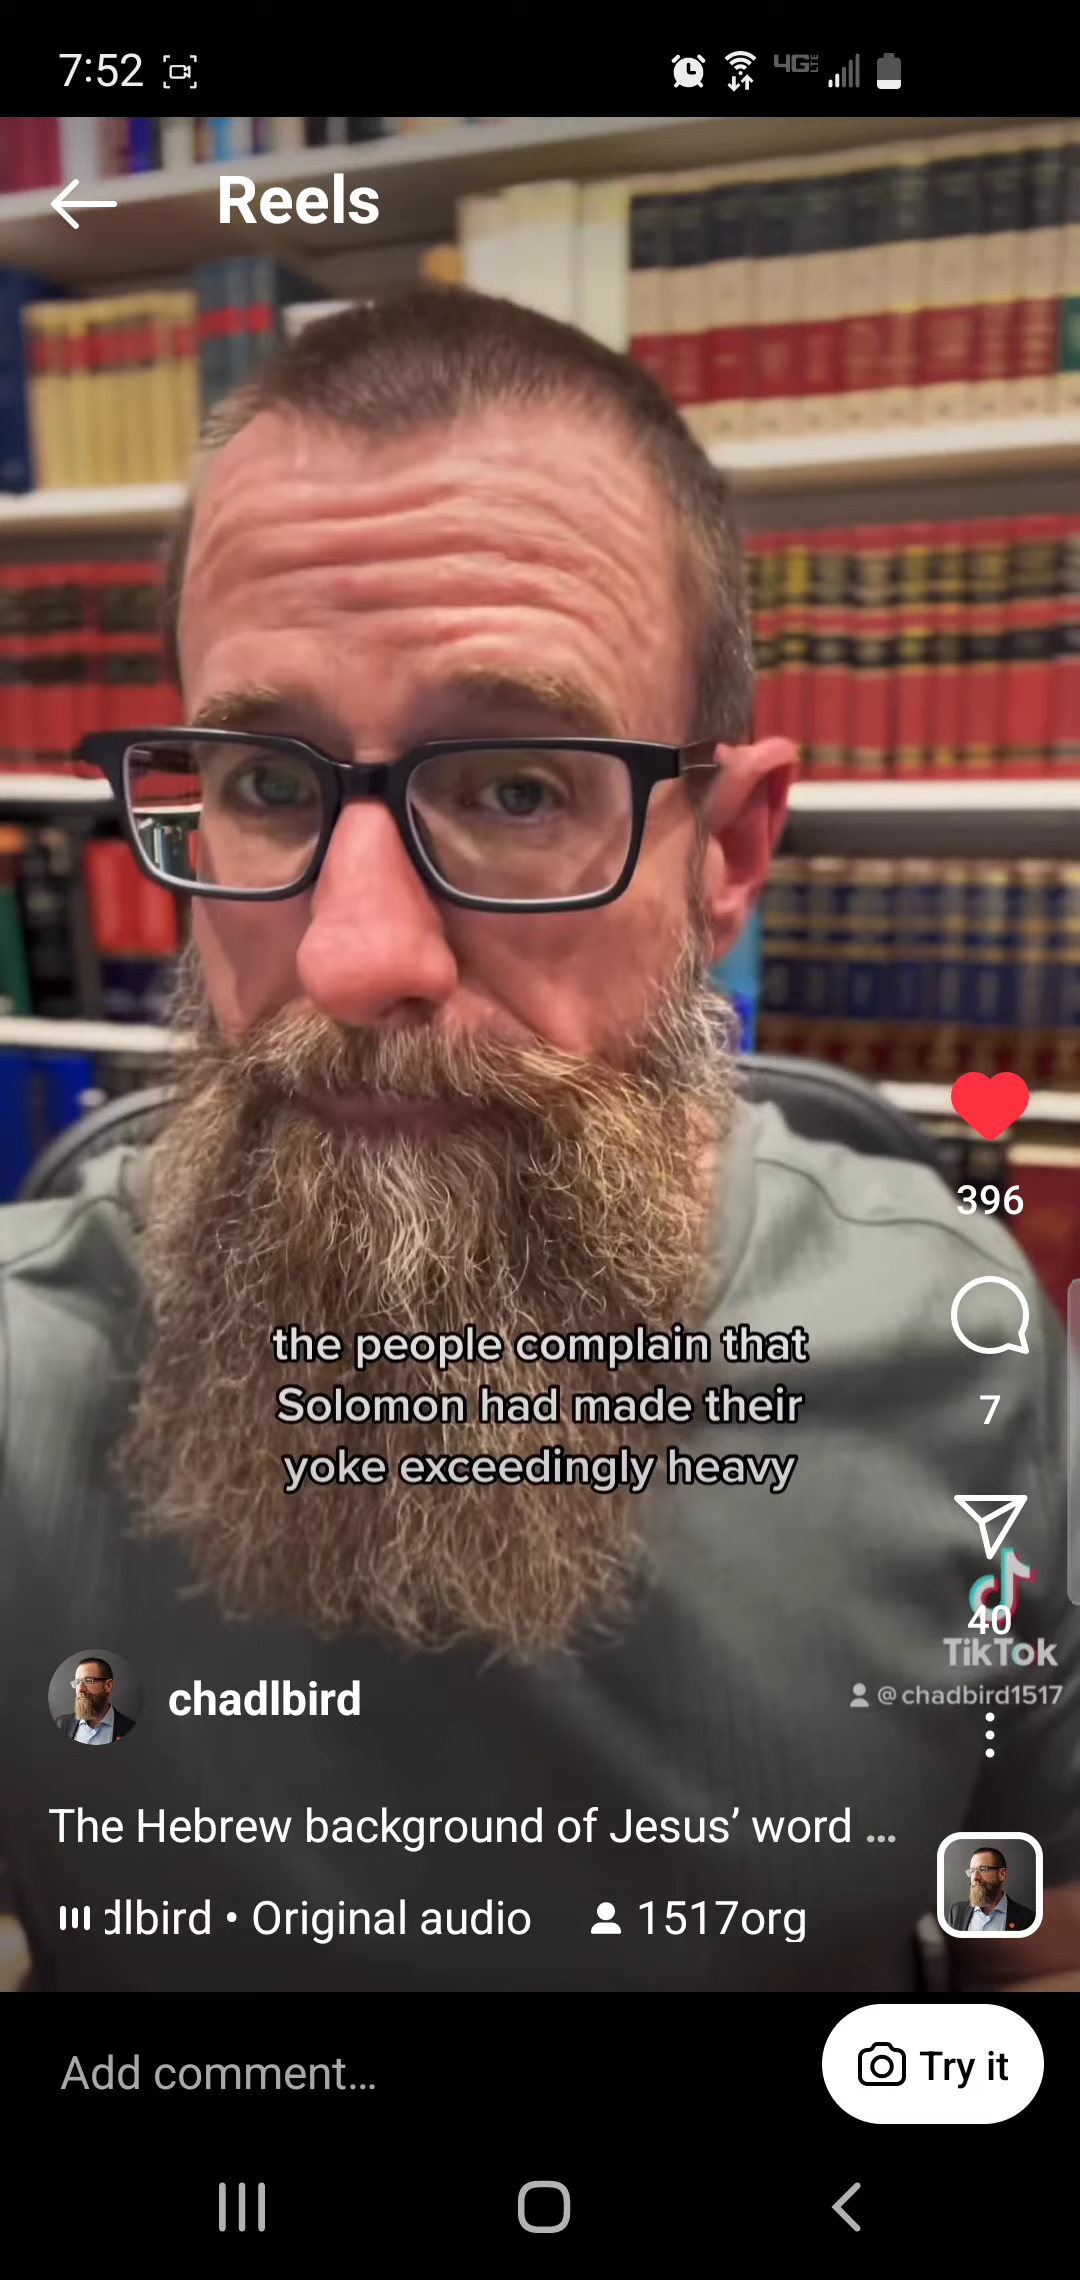 7:52
4G LTE
Reels
396
7
the people complain that
Solomon had made their
yoke exceedingly heavy
40
TikTok
@chadbird1517
chadlbird
The Hebrew background of Jesus’ word ...
dlbird • Original audio 1517org
Add comment...
Try it